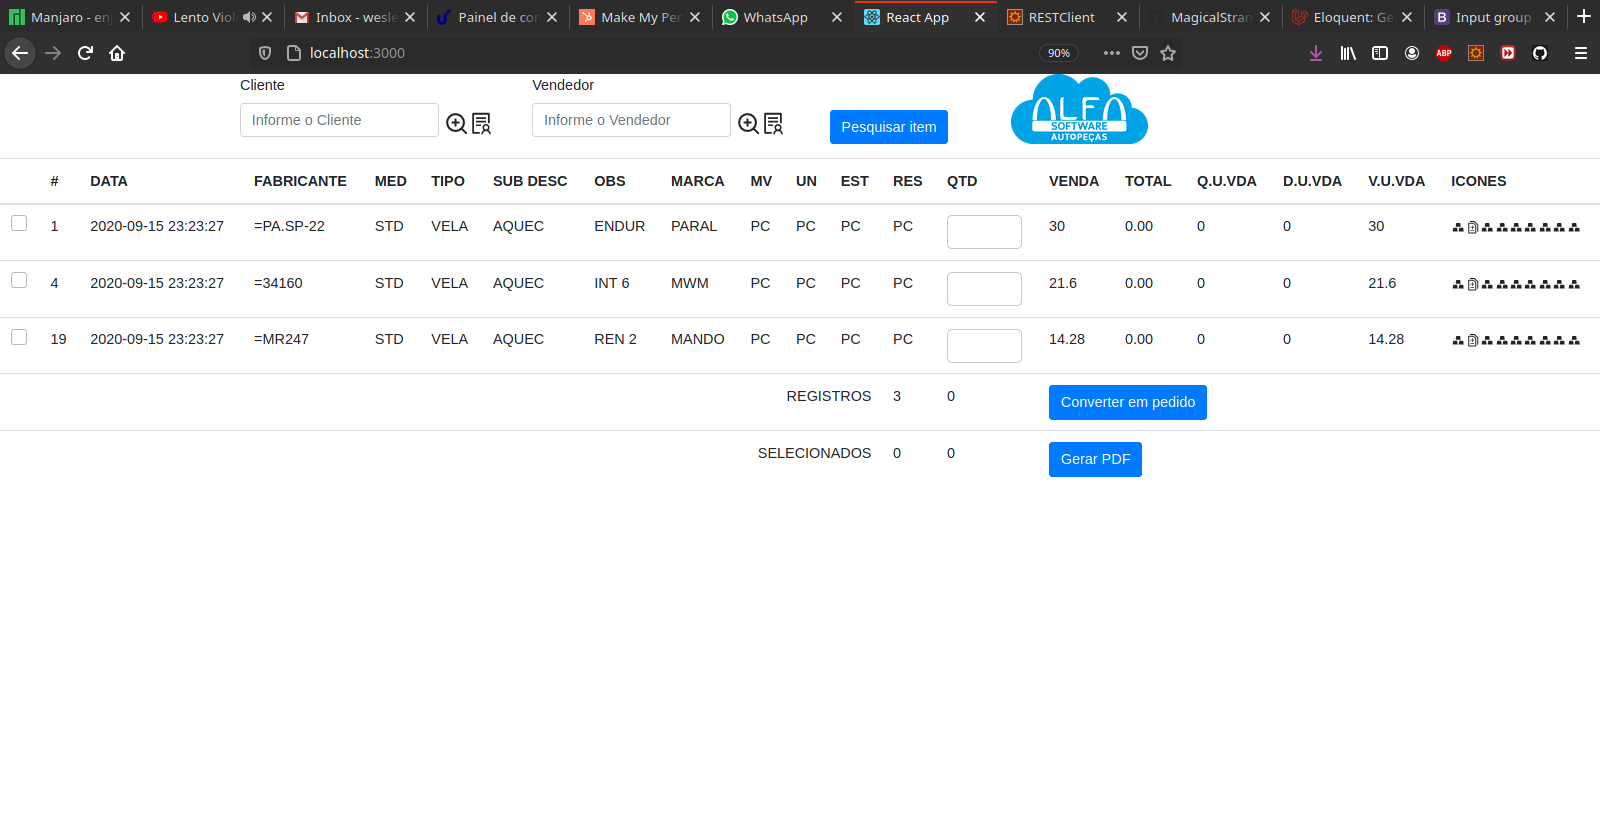 Manjaro - enj
Lento Viol
Inbox - wesle
Painel de con
Make My Per
WhatsApp
React App
RESTClient
MagicalStran
Eloquent: Ge
Input group
localhost:3000
90%
ABP
Cliente
Vendedor
Informe o Cliente
Informe o Vendedor
Pesquisar item
ALFA
SOFTWARE
AUTOPEÇAS
# DATA FABRICANTE MED TIPO SUB DESC OBS MARCA MV UN EST RES QTD VENDA TOTAL Q.U.VDA D.U.VDA V.U.VDA ICONES
1 2020-09-15 23:23:27 =PA.SP-22 STD VELA AQUEC ENDUR PARAL PC PC PC PC 30 0.00 0 0 30
4 2020-09-15 23:23:27 =34160 STD VELA AQUEC INT 6 MWM PC PC PC PC 21.6 0.00 0 0 21.6
19 2020-09-15 23:23:27 =MR247 STD VELA AQUEC REN 2 MANDO PC PC PC PC 14.28 0.00 0 0 14.28
REGISTROS 3 0 Converter em pedido
SELECIONADOS 0 0 Gerar PDF